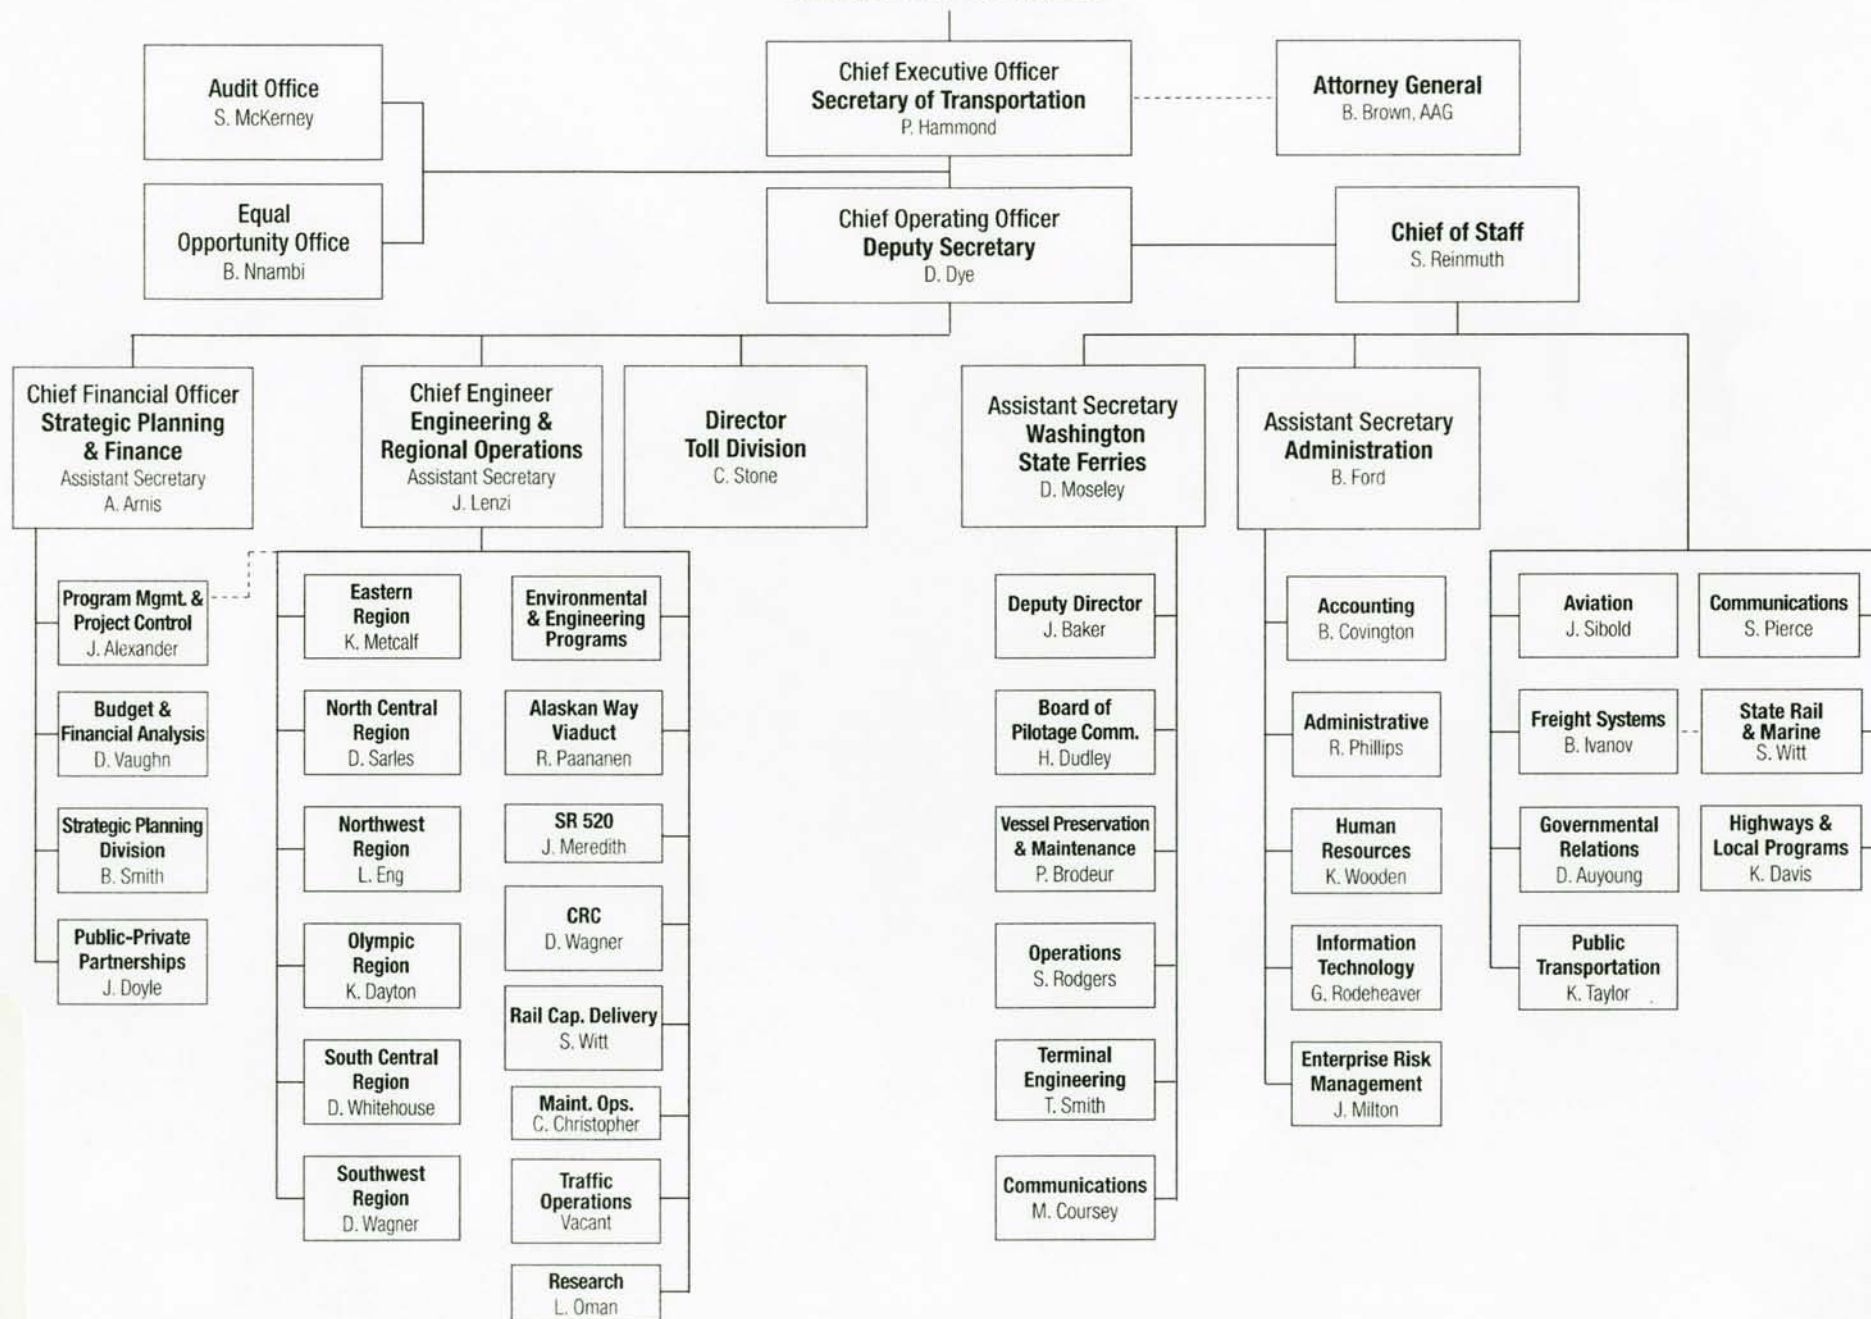 Audit Office
S. McKerney
Chief Executive Officer
Secretary of Transportation
P. Hammond
Attorney General
B. Brown, AAG
Equal
Opportunity Office
B. Nnambi
Chief Operating Officer
Deputy Secretary
D. Dye
Chief of Staff
S. Reinmuth
Chief Financial Officer
Strategic Planning
& Finance
Assistant Secretary
A. Arnis
Chief Engineer
Engineering &
Regional Operations
Assistant Secretary
J. Lenzi
Director
Toll Division
C. Stone
Assistant Secretary
Washington
State Ferries
D. Moseley
Assistant Secretary
Administration
B. Ford
Program Mgmt. &
Project Control
J. Alexander
Budget &
Financial Analysis
D. Vaughn
Strategic Planning
Division
B. Smith
Public-Private
Partnerships
J. Doyle
Eastern
Region
K. Metcalf
North Central
Region
D. Sarles
Northwest
Region
L. Eng
Olympic
Region
K. Dayton
South Central
Region
D. Whitehouse
Southwest
Region
D. Wagner
Environmental
& Engineering
Programs
Alaskan Way
Viaduct
R. Paananen
SR 520
J. Meredith
CRC
D. Wagner
Rail Cap. Delivery
S. Witt
Maint. Ops.
C. Christopher
Traffic
Operations
Vacant
Research
L. Oman
Deputy Director
J. Baker
Board of
Pilotage Comm.
H. Dudley
Vessel Preservation
& Maintenance
P. Brodeur
Operations
S. Rodgers
Terminal
Engineering
T. Smith
Communications
M. Coursey
Accounting
B. Covington
Administrative
R. Phillips
Human
Resources
K. Wooden
Information
Technology
G. Rodeheaver
Enterprise Risk
Management
J. Milton
Aviation
J. Sibold
Freight Systems
B. Ivanov
Governmental
Relations
D. Auyoung
Public
Transportation
K. Taylor
Communications
S. Pierce
State Rail
& Marine
S. Witt
Highways &
Local Programs
K. Davis